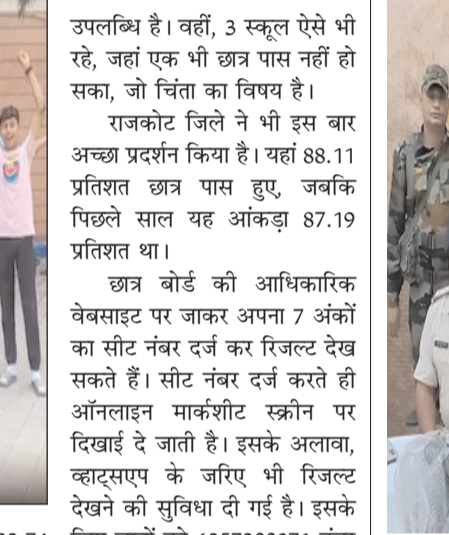 उपलब्धि है। वहीं, 3 स्कूल ऐसे भी
रहे, जहां एक भी छात्र पास नहीं हो
सका, जो चिंता का विषय है।
राजकोट जिले ने भी इस बार
अच्छा प्रदर्शन किया है। यहां 88.11
प्रतिशत छात्र पास हुए, जबकि
पिछले साल यह आंकड़ा 87.19
प्रतिशत था।
छात्र बोर्ड की आधिकारिक
वेबसाइट पर जाकर अपना 7 अंकों
का सीट नंबर दर्ज कर रिजल्ट देख
सकते हैं। सीट नंबर दर्ज करते ही
ऑनलाइन मार्कशीट स्क्रीन पर
दिखाई दे जाती है। इसके अलावा,
व्हाट्सएप के जरिए भी रिजल्ट
देखने की सुविधा दी गई है। इसके